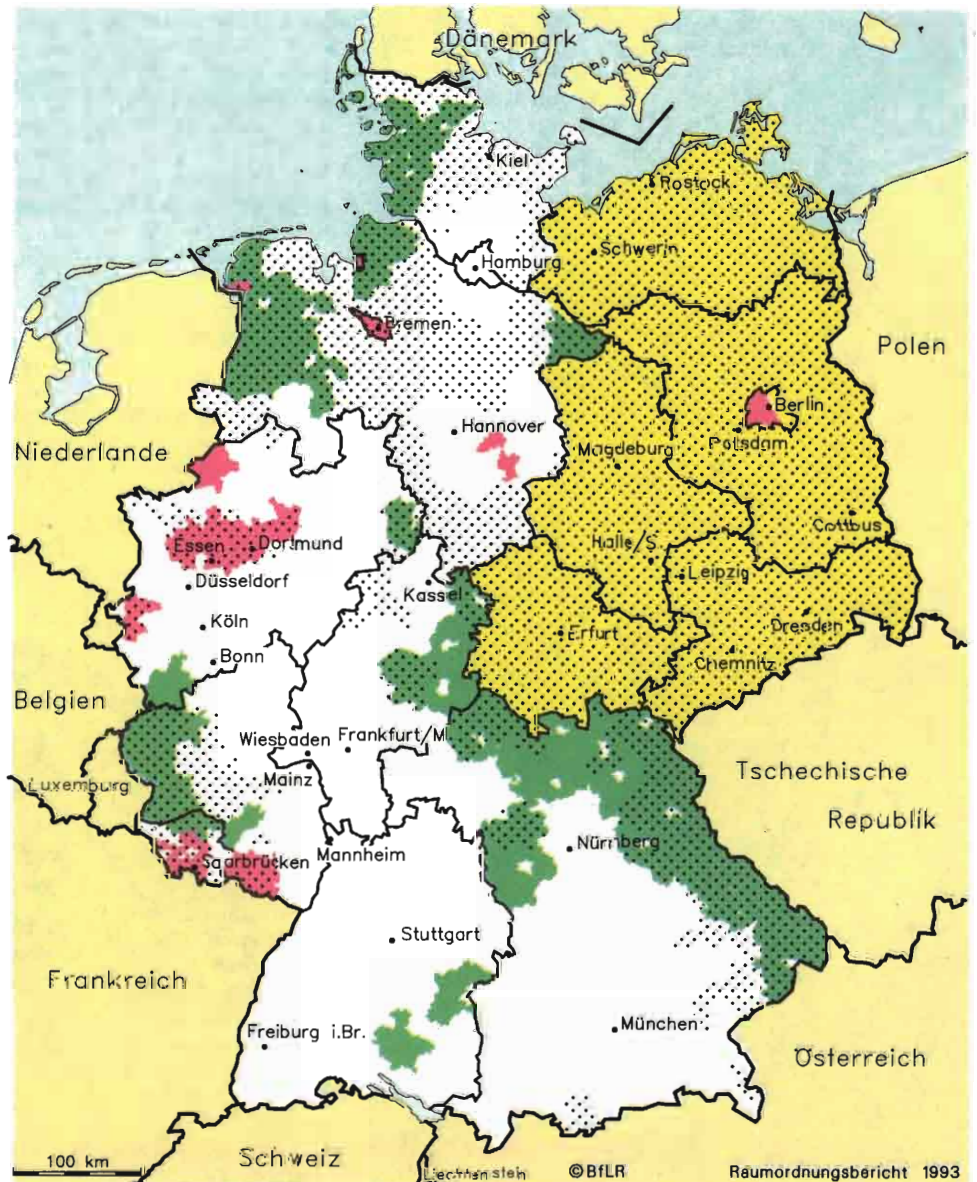 Dänemark
Kiel
Rostock
Hamburg
Schwerin
Bremen
Polen
Berlin
Hannover
Potsdam
Niederlande
Magdeburg
Cottbus
Essen
Dortmund
Halle/S.
Leipzig
Düsseldorf
Kassel
Köln
Erfurt
Dresden
Bonn
Chemnitz
Belgien
Wiesbaden
Frankfurt/M.
Mainz
Luxemburg
Tschechische
Republik
Nürnberg
Mannheim
Saarbrücken
Stuttgart
Frankreich
München
Freiburg i.Br.
Österreich
100 km
Schweiz
Liechtenstein
©BfLR
Raumordnungsbericht 1993